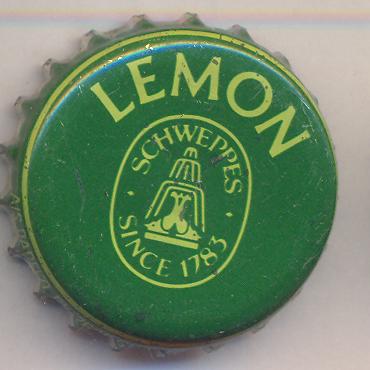 LEMON
SCHWEPPES
· SINCE 1783 ·